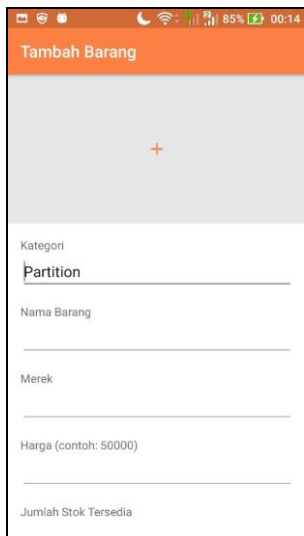 85% 00:14
Tambah Barang
+
Kategori
Partition
Nama Barang
Merek
Harga (contoh: 50000)
Jumlah Stok Tersedia